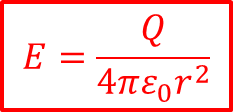 E = Q / 4πε₀r²